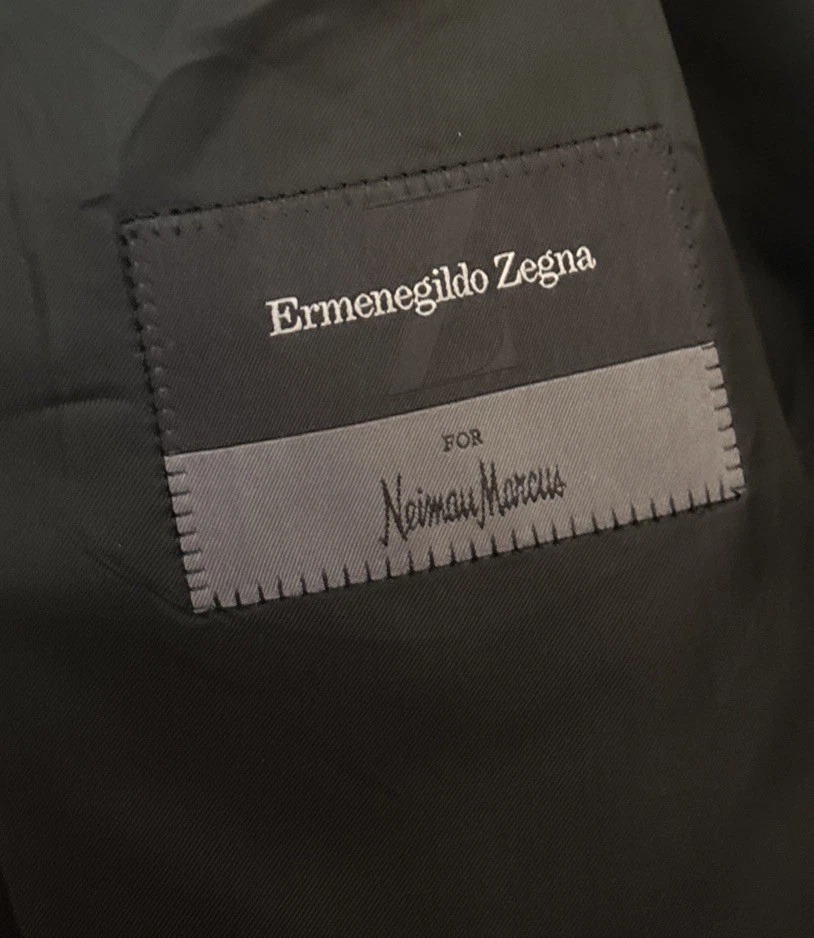 Ermenegildo Zegna
FOR
Neiman Marcus